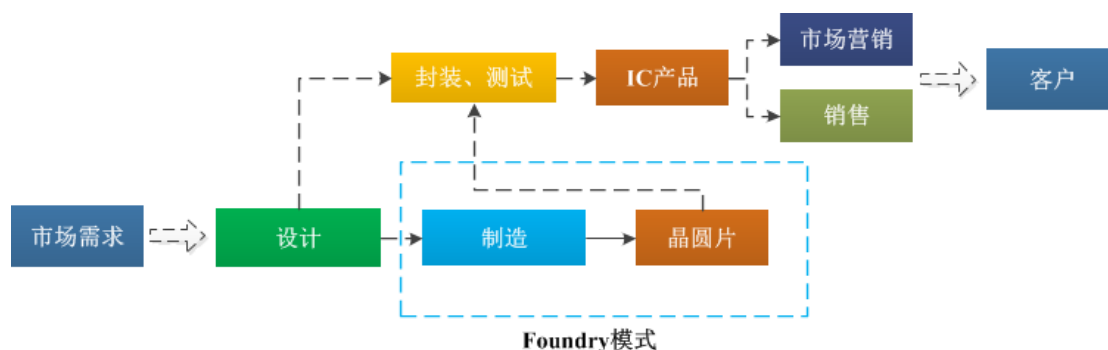 市场营销
封装、测试
IC产品
客户
销售
市场需求
设计
制造
晶圆片
Foundry模式